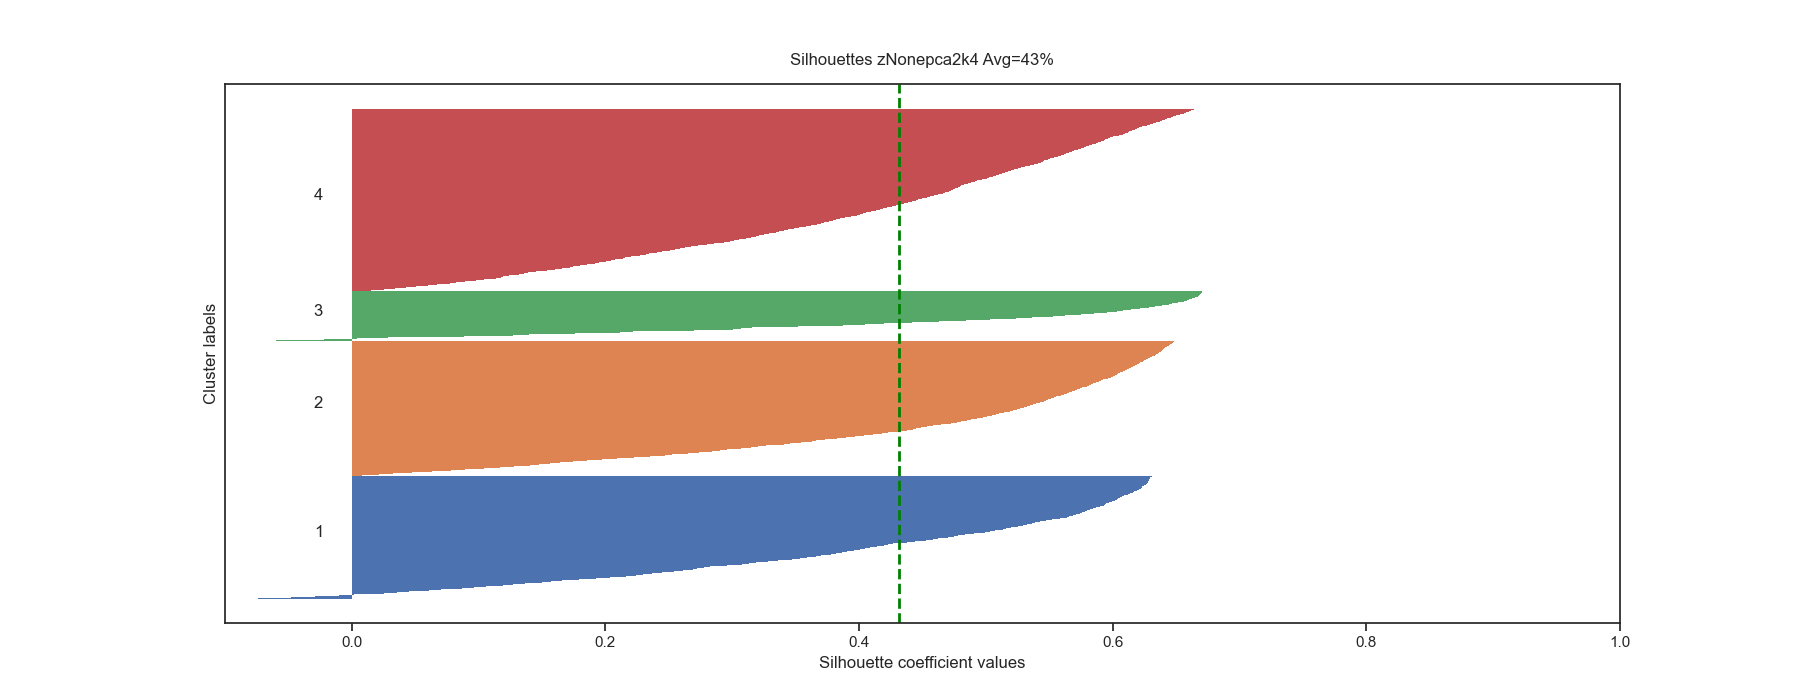 Silhouettes zNonepca2k4 Avg=43%
4
3
2
1
Cluster labels
0.0 0.2 0.4 0.6 0.8 1.0
Silhouette coefficient values